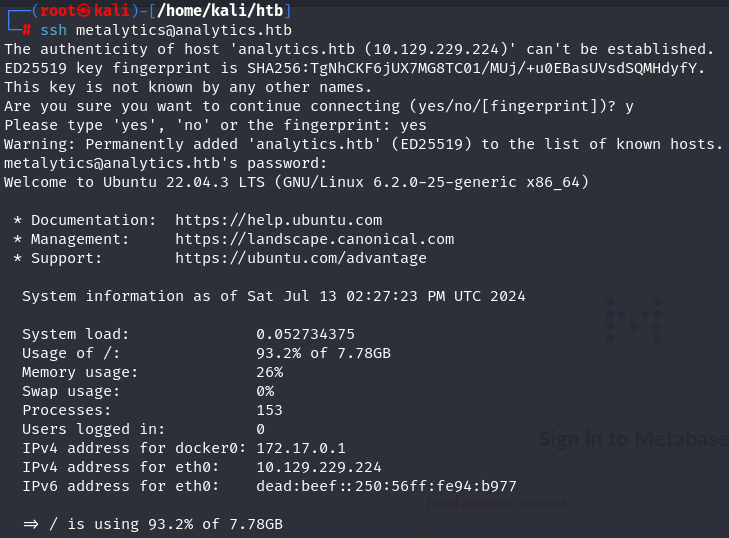 ┌──(root㉿kali)-[/home/kali/htb]
└─# ssh metalytics@analytics.htb
The authenticity of host 'analytics.htb (10.129.229.224)' can't be established.
ED25519 key fingerprint is SHA256:TgNhCKF6jUX7MG8TC01/MUj/+u0EBasUVsdSQMHdyfY.
This key is not known by any other names.
Are you sure you want to continue connecting (yes/no/[fingerprint])? y
Please type 'yes', 'no' or the fingerprint: yes
Warning: Permanently added 'analytics.htb' (ED25519) to the list of known hosts.
metalytics@analytics.htb's password:
Welcome to Ubuntu 22.04.3 LTS (GNU/Linux 6.2.0-25-generic x86_64)
* Documentation:  https://help.ubuntu.com
* Management:     https://landscape.canonical.com
* Support:        https://ubuntu.com/advantage
System information as of Sat Jul 13 02:27:23 PM UTC 2024
System load:              0.052734375
Usage of /:               93.2% of 7.78GB
Memory usage:             26%
Swap usage:               0%
Processes:                153
Users logged in:          0
IPv4 address for docker0: 172.17.0.1
Sign in to Metabase
IPv4 address for eth0:    10.129.229.224
IPv6 address for eth0:    dead:beef::250:56ff:fe94:b977
Email address: required
=> / is using 93.2% of 7.78GB